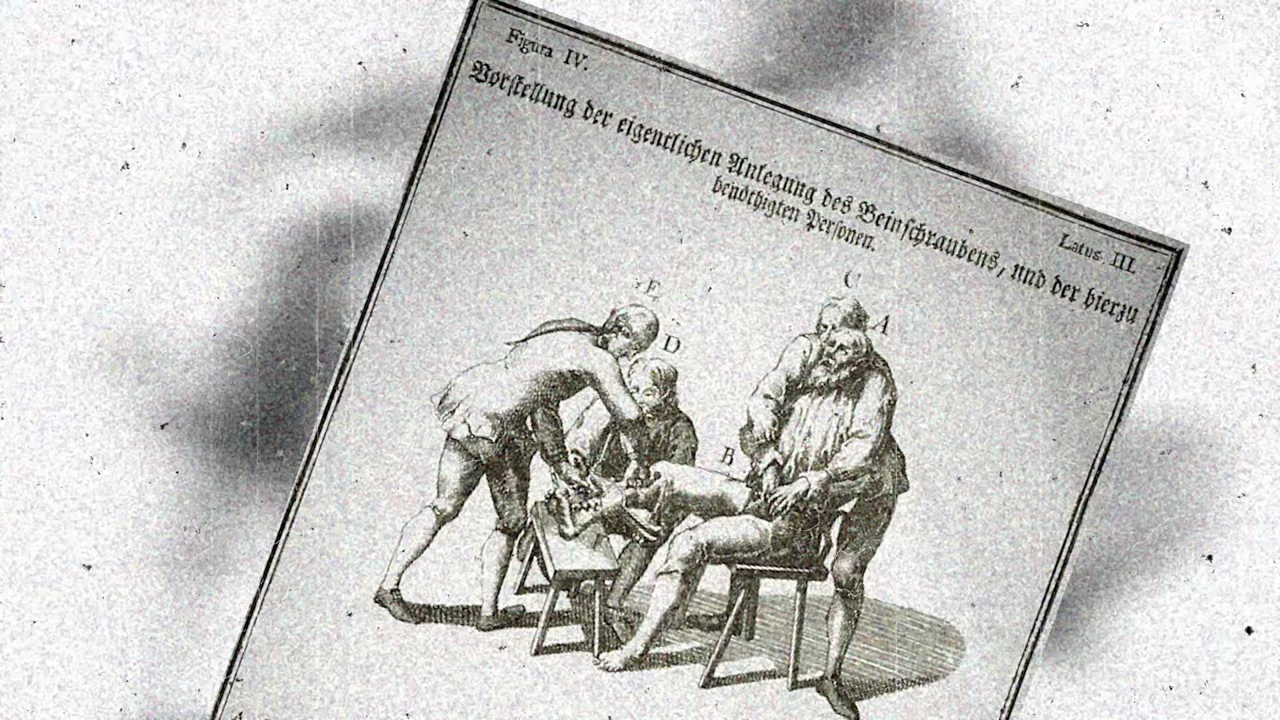 Figura IV.
Latus. III.
Vorstellung der eigentlichen Anlegung des Beinschraubens, und der hierzu
benöthigten Personen.
E
D
C
A
B